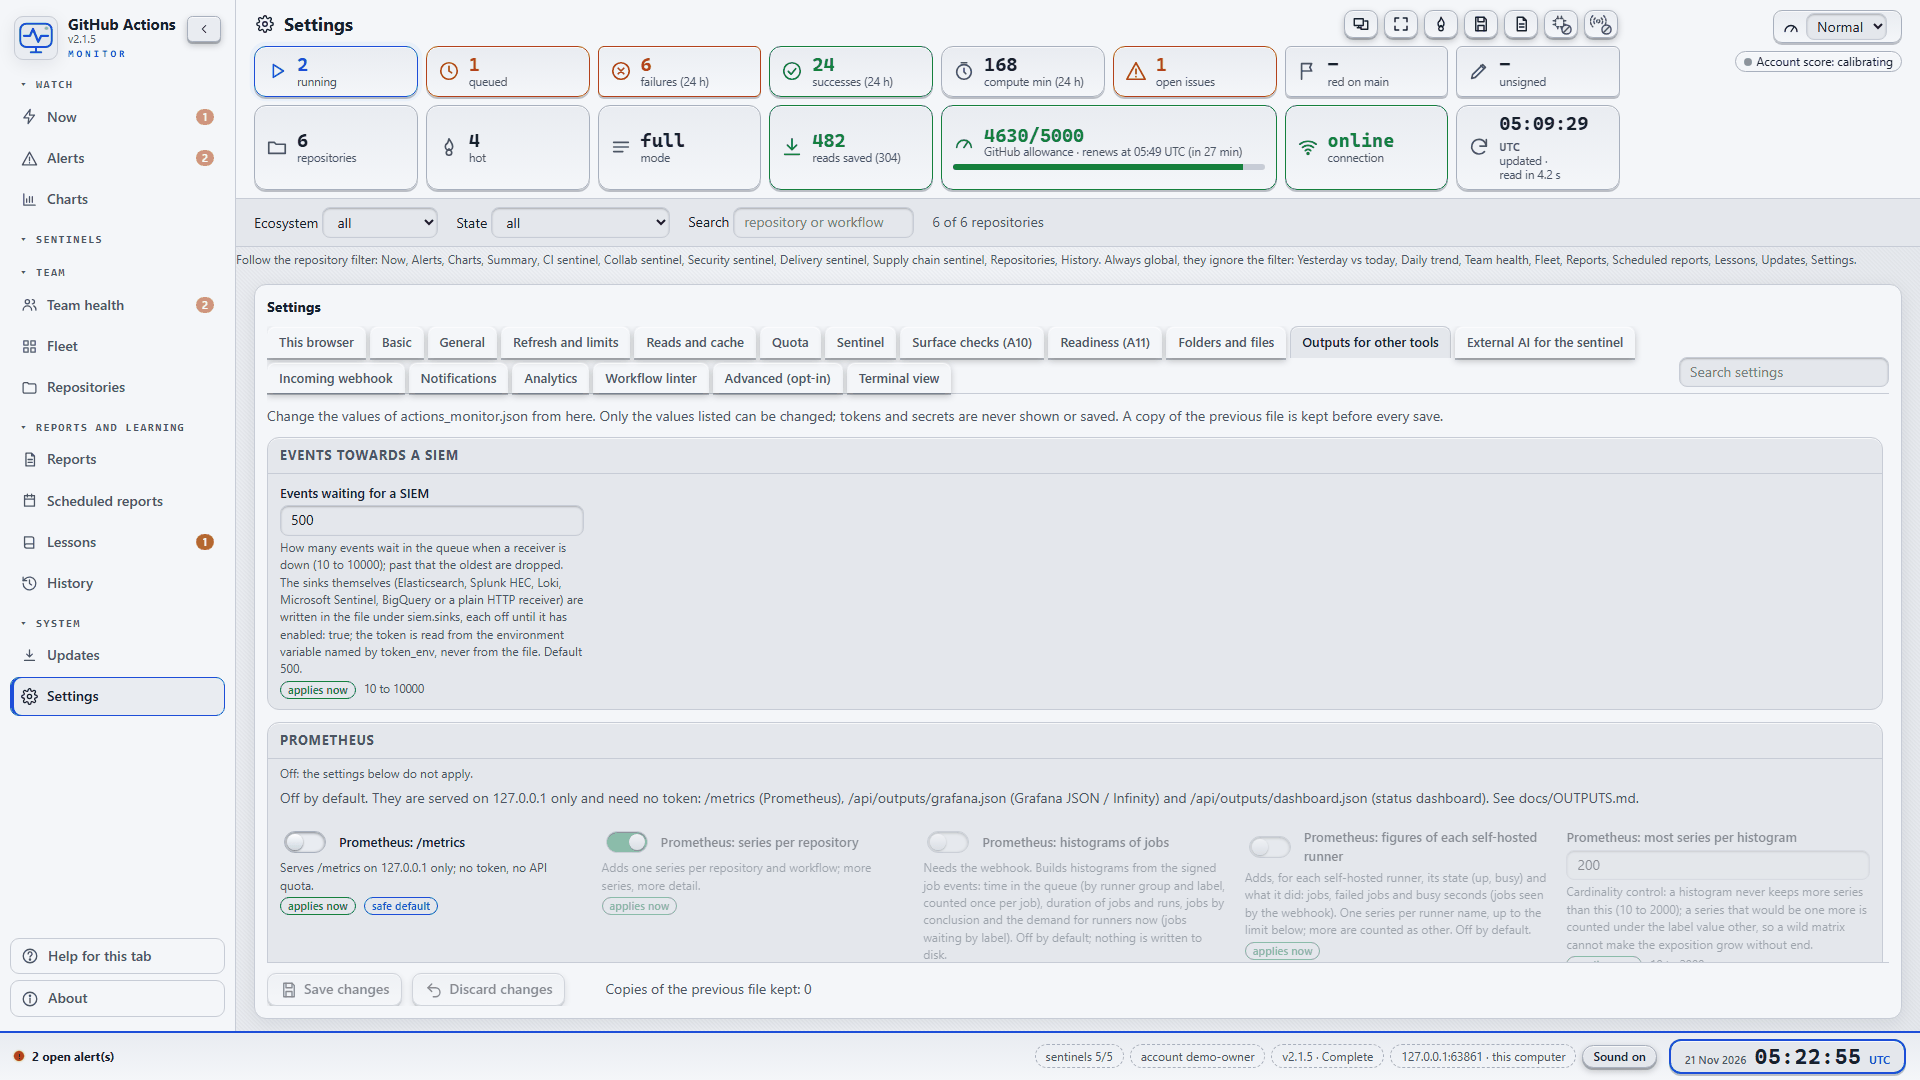 GitHub Actions
v2.1.5
MONITOR
WATCH
Now 1
Alerts 2
Charts
SENTINELS
TEAM
Team health 2
Fleet
Repositories
REPORTS AND LEARNING
Reports
Scheduled reports
Lessons 1
History
SYSTEM
Updates
Settings
Help for this tab
About
Settings
Normal
Account score: calibrating
2
running
1
queued
6
failures (24 h)
24
successes (24 h)
168
compute min (24 h)
1
open issues
–
red on main
–
unsigned
6
repositories
4
hot
full
mode
482
reads saved (304)
4630/5000
GitHub allowance · renews at 05:49 UTC (in 27 min)
online
connection
05:09:29
UTC
updated ·
read in 4.2 s
Ecosystem all State all Search repository or workflow 6 of 6 repositories
Follow the repository filter: Now, Alerts, Charts, Summary, CI sentinel, Collab sentinel, Security sentinel, Delivery sentinel, Supply chain sentinel, Repositories, History. Always global, they ignore the filter: Yesterday vs today, Daily trend, Team health, Fleet, Reports, Scheduled reports, Lessons, Updates, Settings.
Settings
This browser Basic General Refresh and limits Reads and cache Quota Sentinel Surface checks (A10) Readiness (A11) Folders and files Outputs for other tools External AI for the sentinel
Incoming webhook Notifications Analytics Workflow linter Advanced (opt-in) Terminal view
Search settings
Change the values of actions_monitor.json from here. Only the values listed can be changed; tokens and secrets are never shown or saved. A copy of the previous file is kept before every save.
EVENTS TOWARDS A SIEM
Events waiting for a SIEM
500
How many events wait in the queue when a receiver is
down (10 to 10000); past that the oldest are dropped.
The sinks themselves (Elasticsearch, Splunk HEC, Loki,
Microsoft Sentinel, BigQuery or a plain HTTP receiver) are
written in the file under siem.sinks, each off until it has
enabled: true; the token is read from the environment
variable named by token_env, never from the file. Default
500.
applies now 10 to 10000
PROMETHEUS
Off: the settings below do not apply.
Off by default. They are served on 127.0.0.1 only and need no token: /metrics (Prometheus), /api/outputs/grafana.json (Grafana JSON / Infinity) and /api/outputs/dashboard.json (status dashboard). See docs/OUTPUTS.md.
Prometheus: /metrics
Serves /metrics on 127.0.0.1 only; no token, no API
quota.
applies now safe default
Prometheus: series per repository
Adds one series per repository and workflow; more
series, more detail.
applies now
Prometheus: histograms of jobs
Needs the webhook. Builds histograms from the signed
job events: time in the queue (by runner group and label,
counted once per job), duration of jobs and runs, jobs by
conclusion and the demand for runners now (jobs
waiting by label). Off by default; nothing is written to
disk.
Prometheus: figures of each self-hosted
runner
Adds, for each self-hosted runner, its state (up, busy) and
what it did: jobs, failed jobs and busy seconds (jobs seen
by the webhook). One series per runner name, up to the
limit below; more are counted as other. Off by default.
applies now
Prometheus: most series per histogram
200
Cardinality control: a histogram never keeps more series
than this (10 to 2000); a series that would be one more is
counted under the label value other, so a wild matrix
cannot make the exposition grow without end.
Save changes Discard changes Copies of the previous file kept: 0
2 open alert(s)
sentinels 5/5 account demo-owner v2.1.5 · Complete 127.0.0.1:63861 · this computer Sound on 21 Nov 2026 05:22:55 UTC